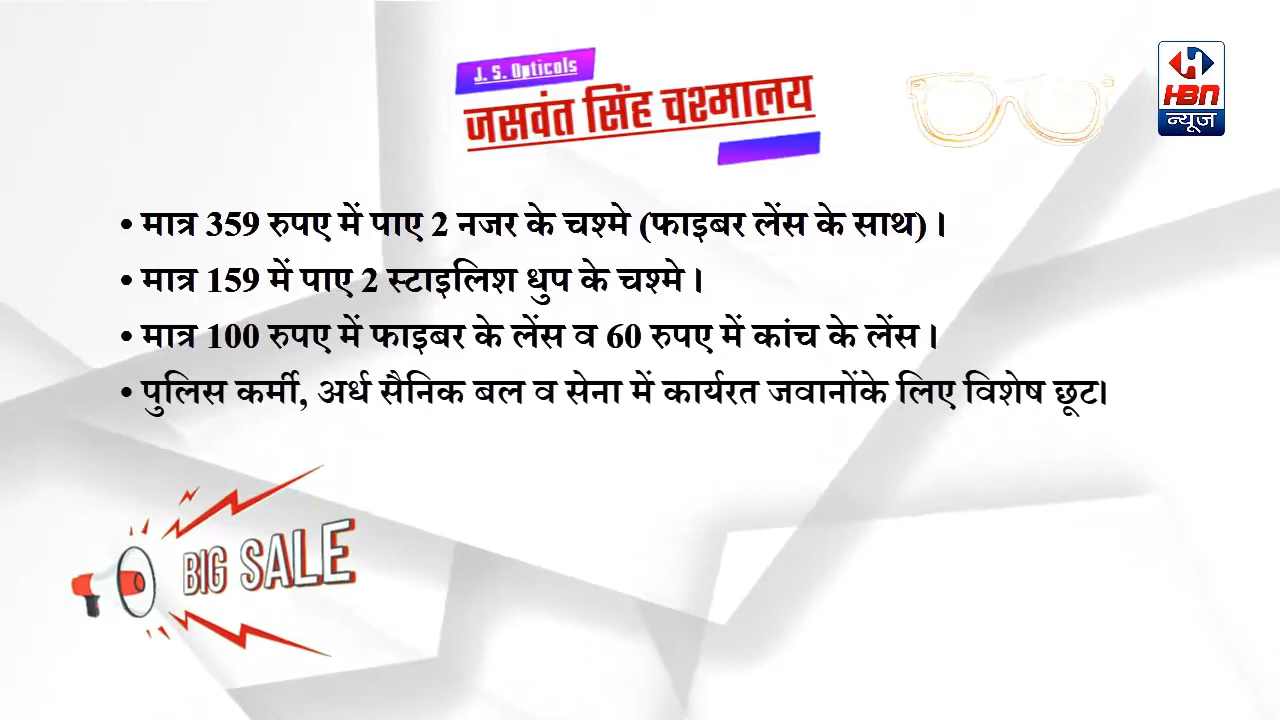 J. S. Opticals
जसवंत सिंह चश्मालय
HBN
न्यूज
• मात्र 359 रुपए में पाए 2 नजर के चश्मे (फाइबर लेंस के साथ) ।
• मात्र 159 में पाए 2 स्टाइलिश धुप के चश्मे ।
• मात्र 100 रुपए में फाइबर के लेंस व 60 रुपए में कांच के लेंस ।
• पुलिस कर्मी, अर्ध सैनिक बल व सेना में कार्यरत जवानोंके लिए विशेष छूट।
BIG SALE